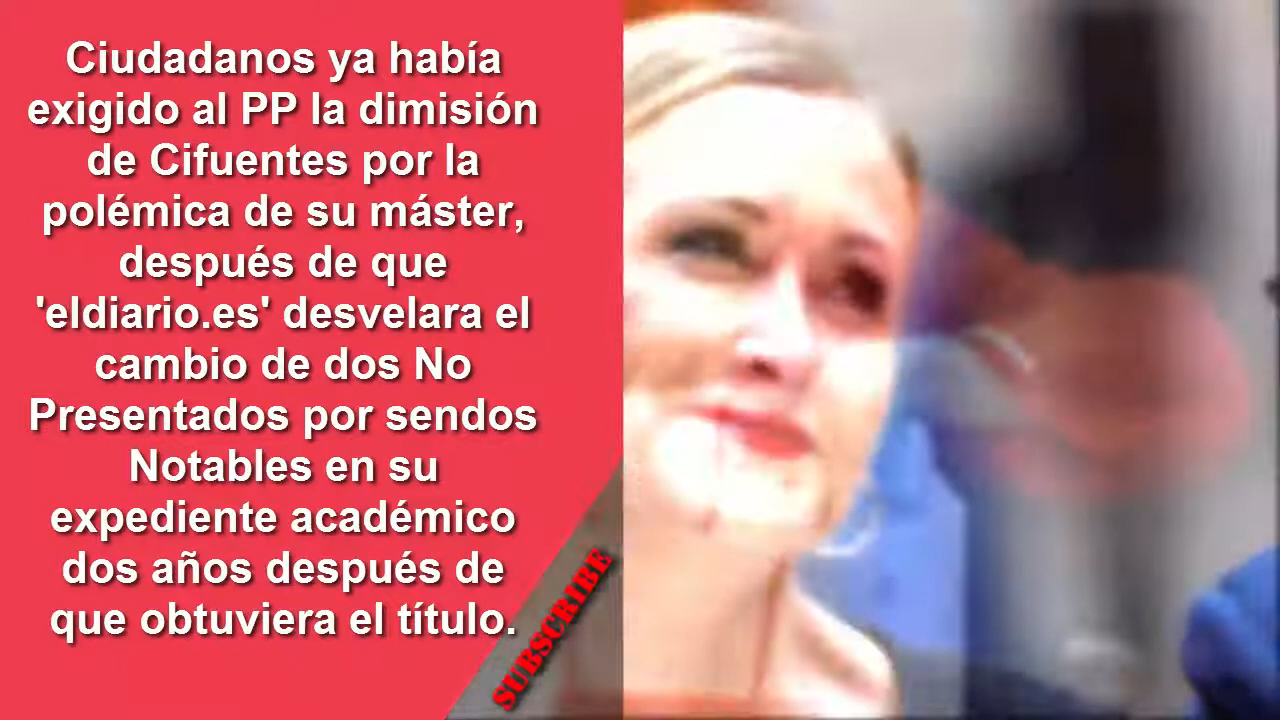 Ciudadanos ya había
exigido al PP la dimisión
de Cifuentes por la
polémica de su máster,
después de que
'eldiario.es' desvelara el
cambio de dos No
Presentados por sendos
Notables en su
expediente académico
dos años después de
que obtuviera el título.
SUBSCRIBE